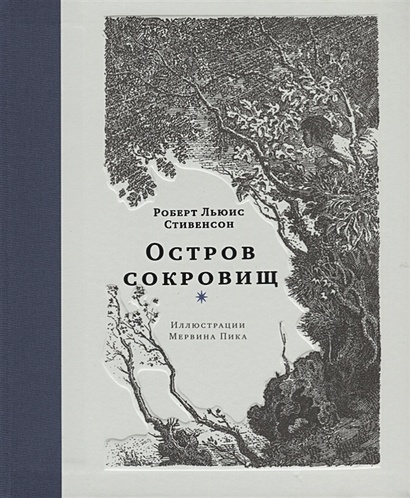 Роберт Льюис
Стивенсон
Остров
сокровищ
Иллюстрации
Мервина Пика